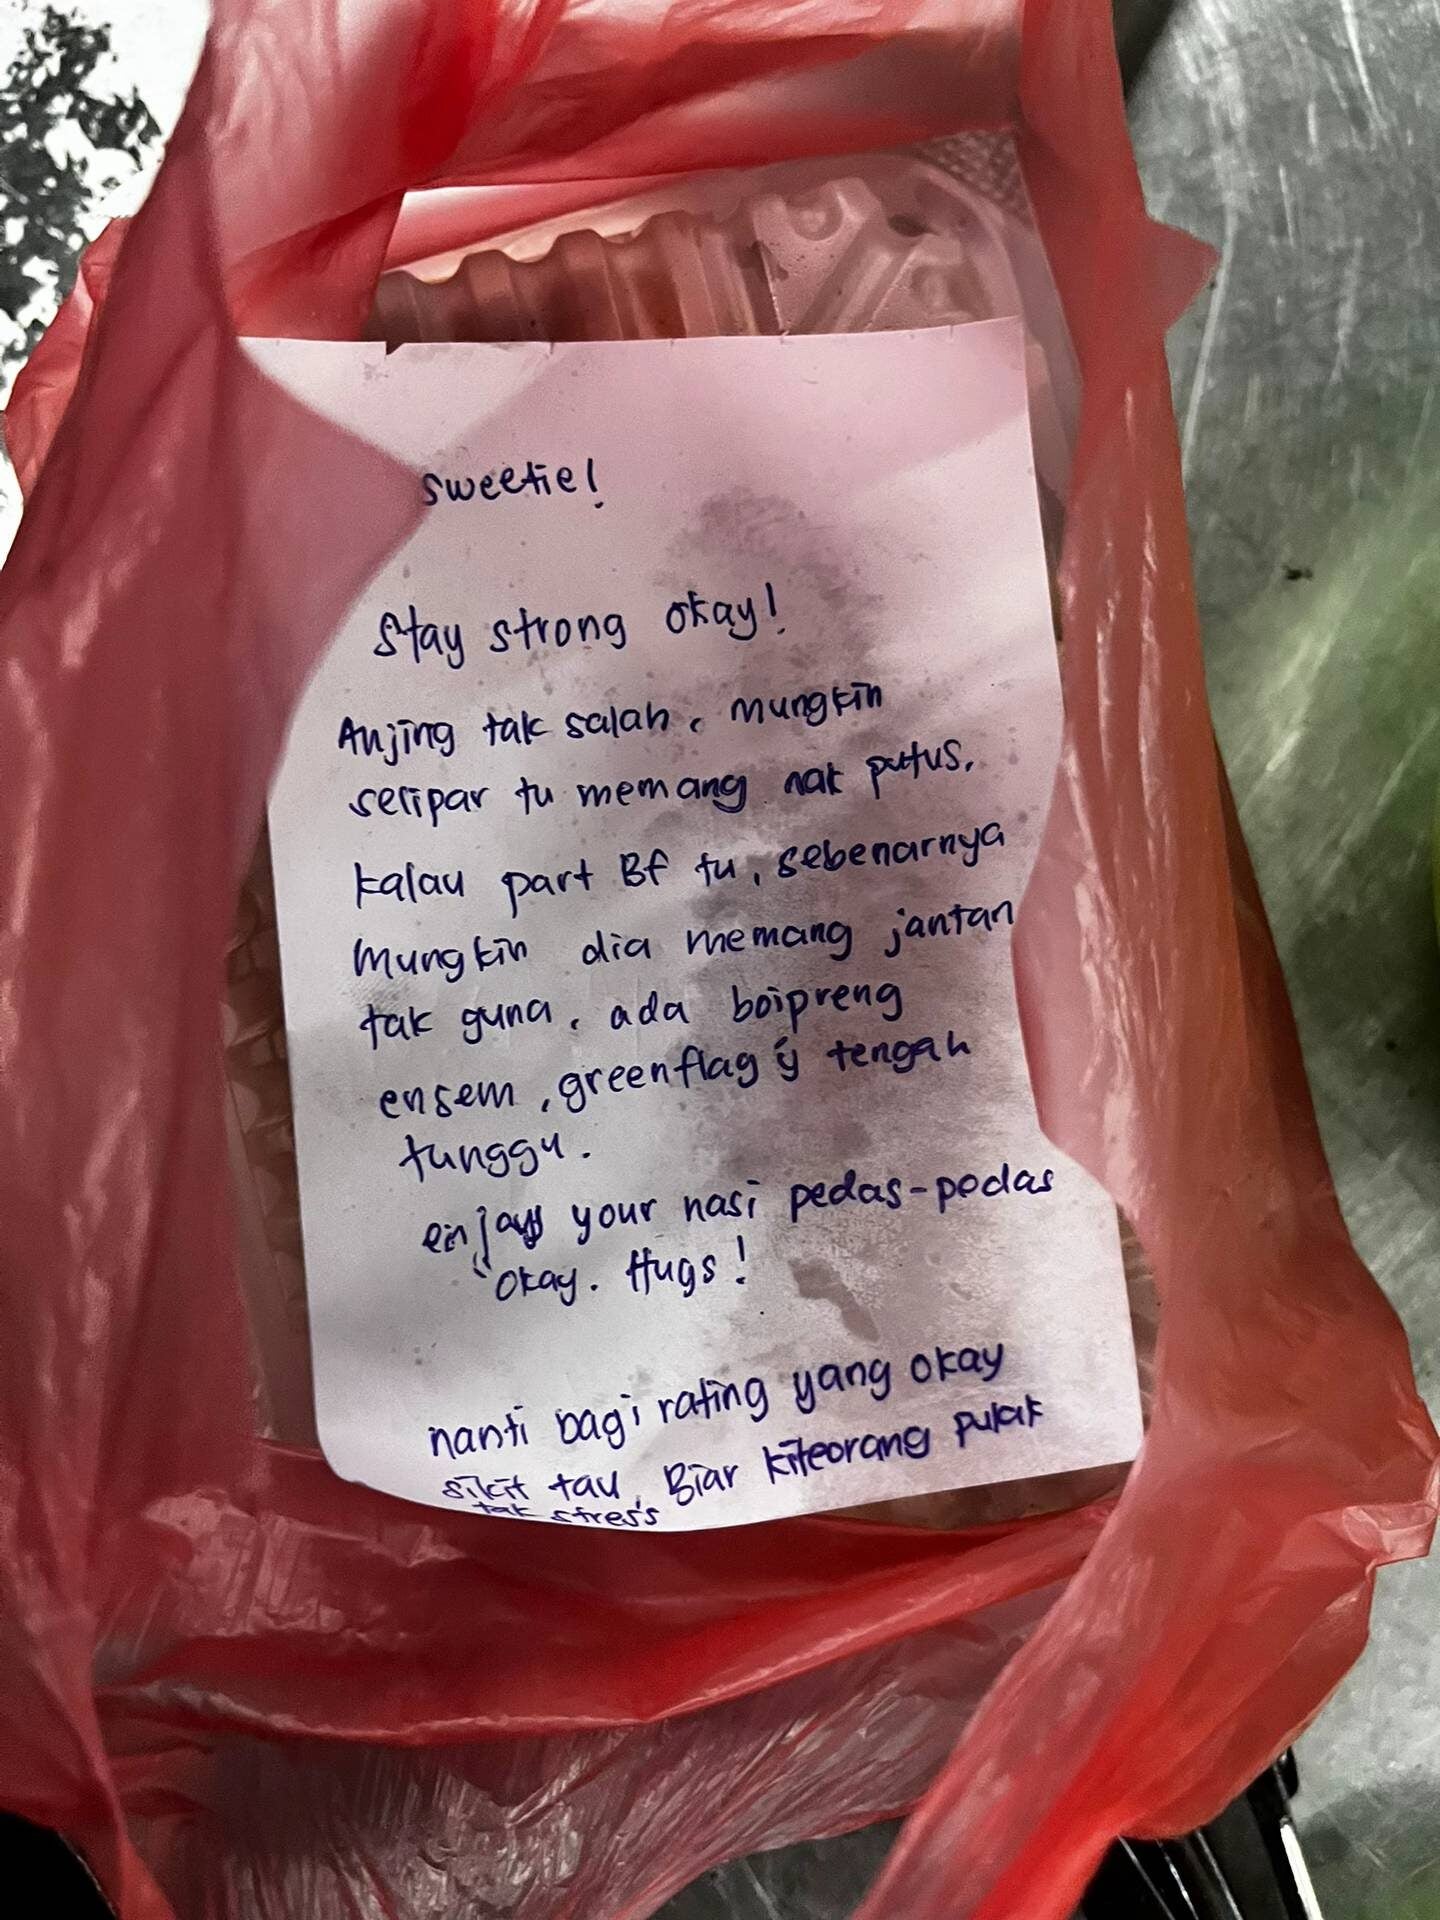 sweetie!
Stay strong okay!
Anjing tak salah, mungkin
selipar tu memang nak putus.
kalau part BF tu, sebenarnya
mungkin dia memang jantan
tak guna. ada boipreng
ensem, greenflag y tengah
tunggu.
enjoy your nasi pedas-pedas
okay. Hugs!
nanti bagi rating yang okay
sikit tau. Biar kiteorang pulak
tak stress